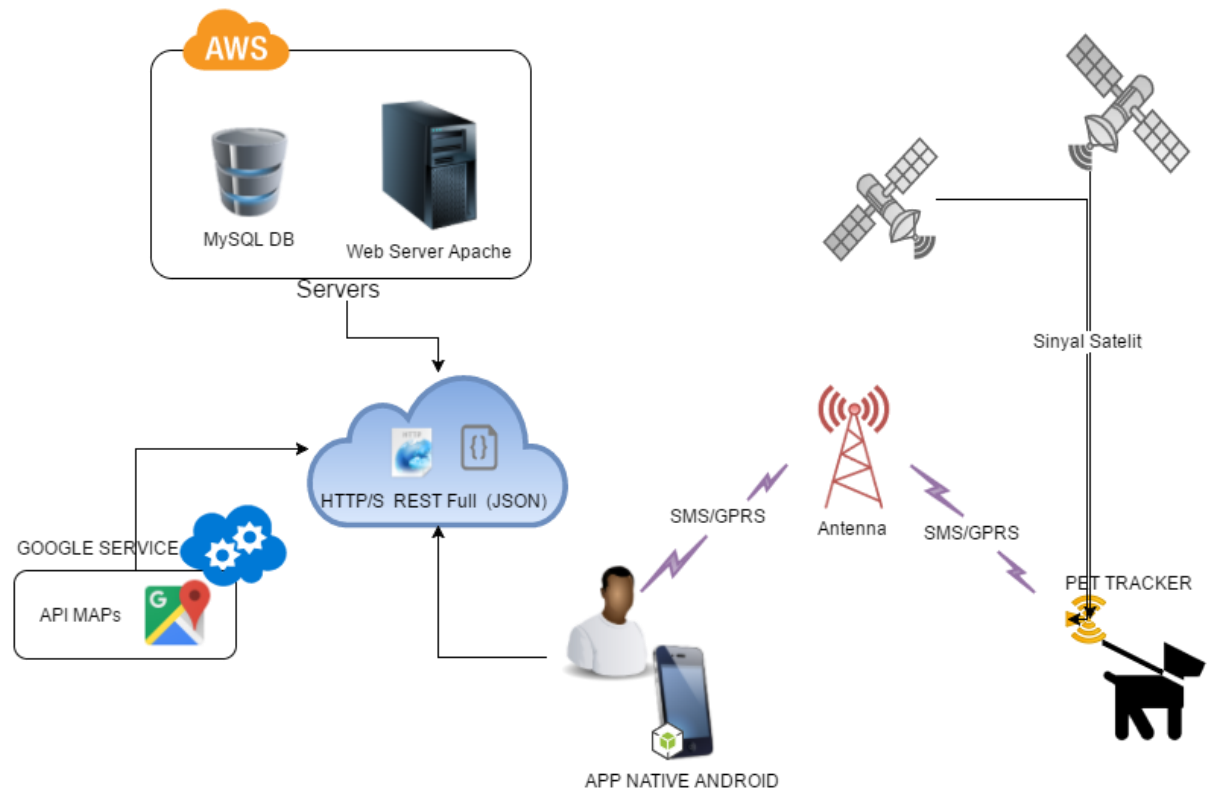 AWS
MySQL DB
Web Server Apache
Servers
Sinyal Satelit
HTTP
{}
HTTP/S REST Full (JSON)
SMS/GPRS
Antenna
SMS/GPRS
GOOGLE SERVICE
API MAPs
G
PET TRACKER
APP NATIVE ANDROID